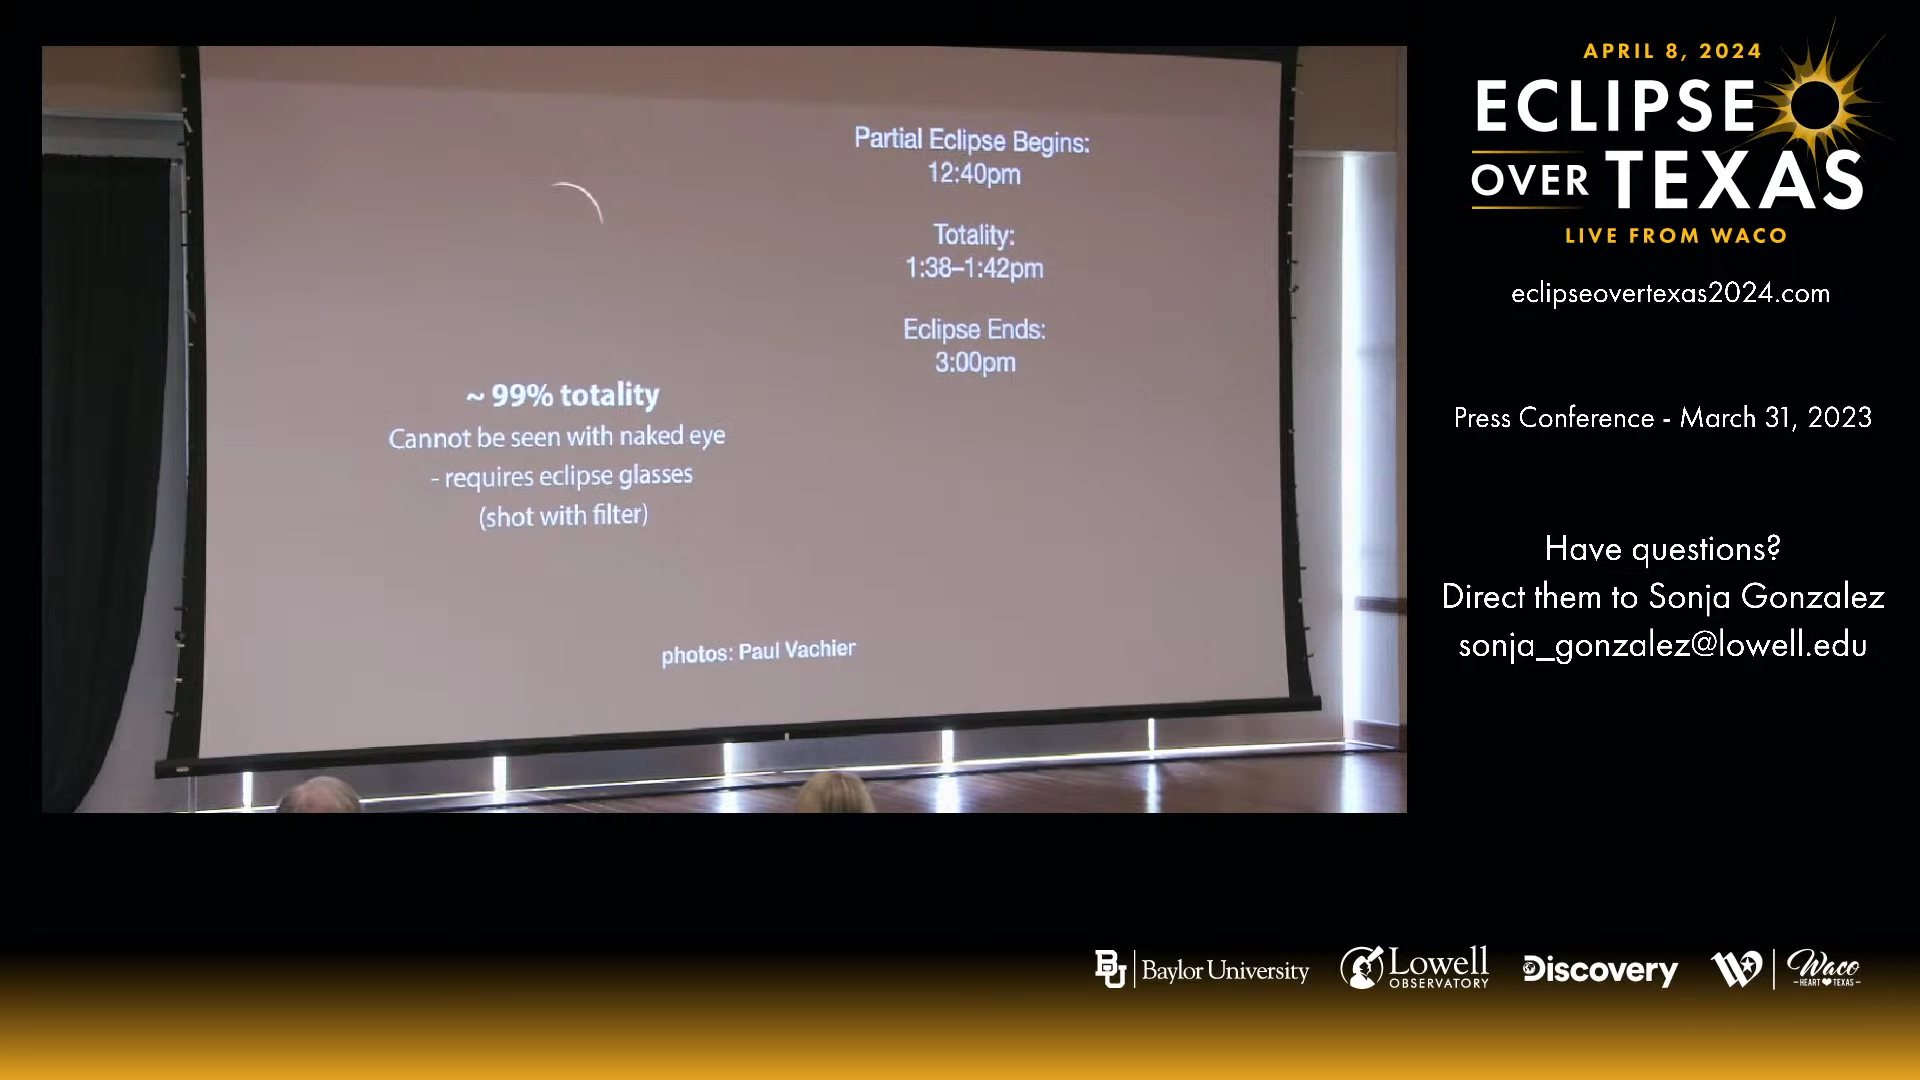 Partial Eclipse Begins:
12:40pm
Totality:
1:38–1:42pm
Eclipse Ends:
3:00pm
~ 99% totality
Cannot be seen with naked eye
- requires eclipse glasses
(shot with filter)
photos: Paul Vachier
APRIL 8, 2024
ECLIPSE
OVER TEXAS
LIVE FROM WACO
eclipseovertexas2024.com
Press Conference - March 31, 2023
Have questions?
Direct them to Sonja Gonzalez
sonja_gonzalez@lowell.edu
BU Baylor University
Lowell
OBSERVATORY
Discovery
W Waco
HEART TEXAS